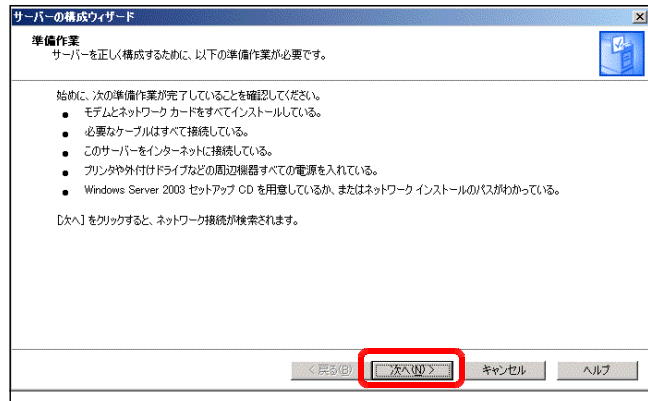 サーバーの構成ウィザード
準備作業
サーバーを正しく構成するために、以下の準備作業が必要です。
始めに、次の準備作業が完了していることを確認してください。
• モデムとネットワーク カードをすべてインストールしている。
• 必要なケーブルはすべて接続している。
• このサーバーをインターネットに接続している。
• プリンタや外付けドライブなどの周辺機器すべての電源を入れている。
• Windows Server 2003 セットアップ CD を用意しているか、またはネットワーク インストールのパスがわかっている。
[次へ] をクリックすると、ネットワーク接続が検索されます。
< 戻る(B) 次へ(N) > キャンセル ヘルプ